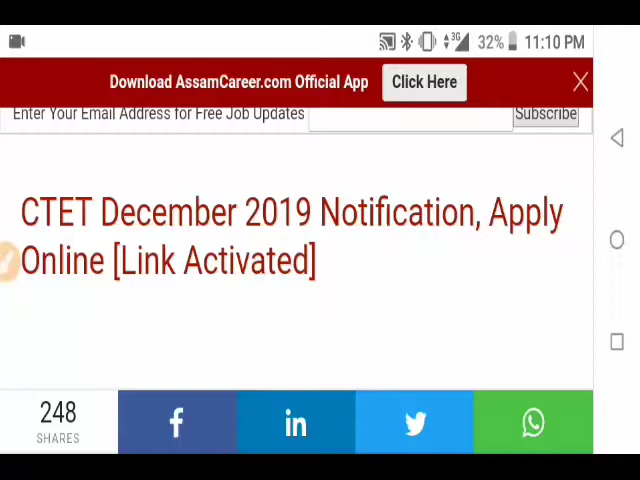 3G 32% 11:10 PM
Download AssamCareer.com Official App Click Here
Enter Your Email Address for Free Job Updates Subscribe
CTET December 2019 Notification, Apply
Online [Link Activated]
248
SHARES